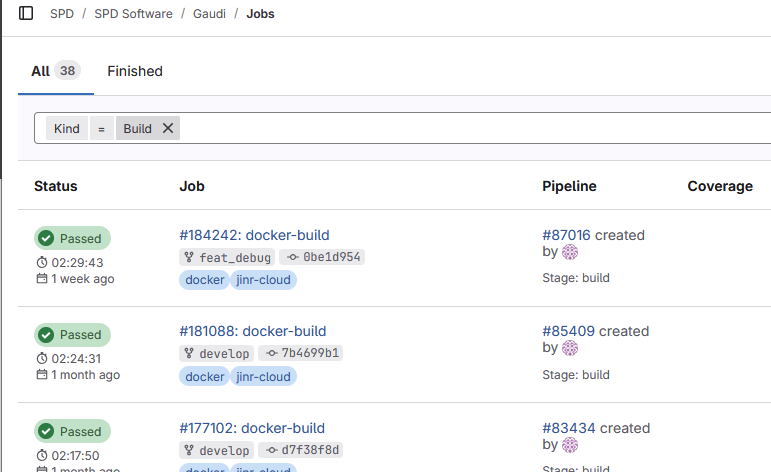 SPD / SPD Software / Gaudi / Jobs
All 38 Finished
Kind = Build
Status Job Pipeline Coverage
Passed
02:29:43
1 week ago
#184242: docker-build
feat_debug 0be1d954
docker jinr-cloud
#87016 created
by
Stage: build
Passed
02:24:31
1 month ago
#181088: docker-build
develop 7b4699b1
docker jinr-cloud
#85409 created
by
Stage: build
Passed
02:17:50
1 month ago
#177102: docker-build
develop d7f38f8d
docker jinr-cloud
#83434 created
by
Stage: build